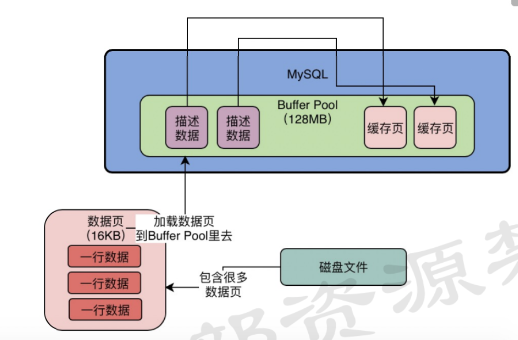 MySQL
Buffer Pool
（128MB）
描述
数据
描述
数据
缓存页
缓存页
数据页
（16KB）
加载数据页
到Buffer Pool里去
一行数据
一行数据
一行数据
包含很多
数据页
磁盘文件
部资源